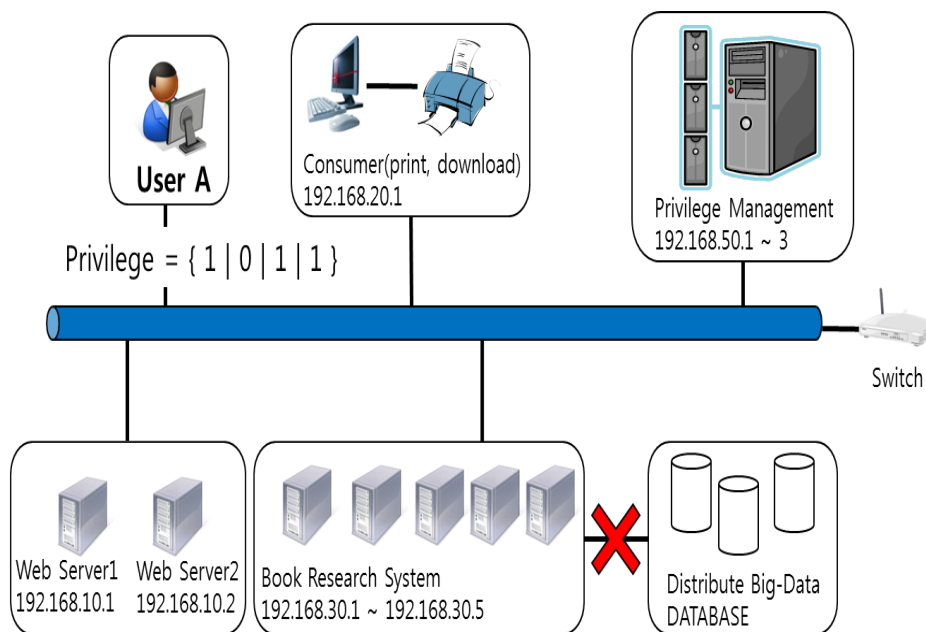 User A
Consumer(print, download)
192.168.20.1
Privilege Management
192.168.50.1 ~ 3
Privilege = { 1 | 0 | 1 | 1 }
Switch
Web Server1
192.168.10.1
Web Server2
192.168.10.2
Book Research System
192.168.30.1 ~ 192.168.30.5
Distribute Big-Data
DATABASE